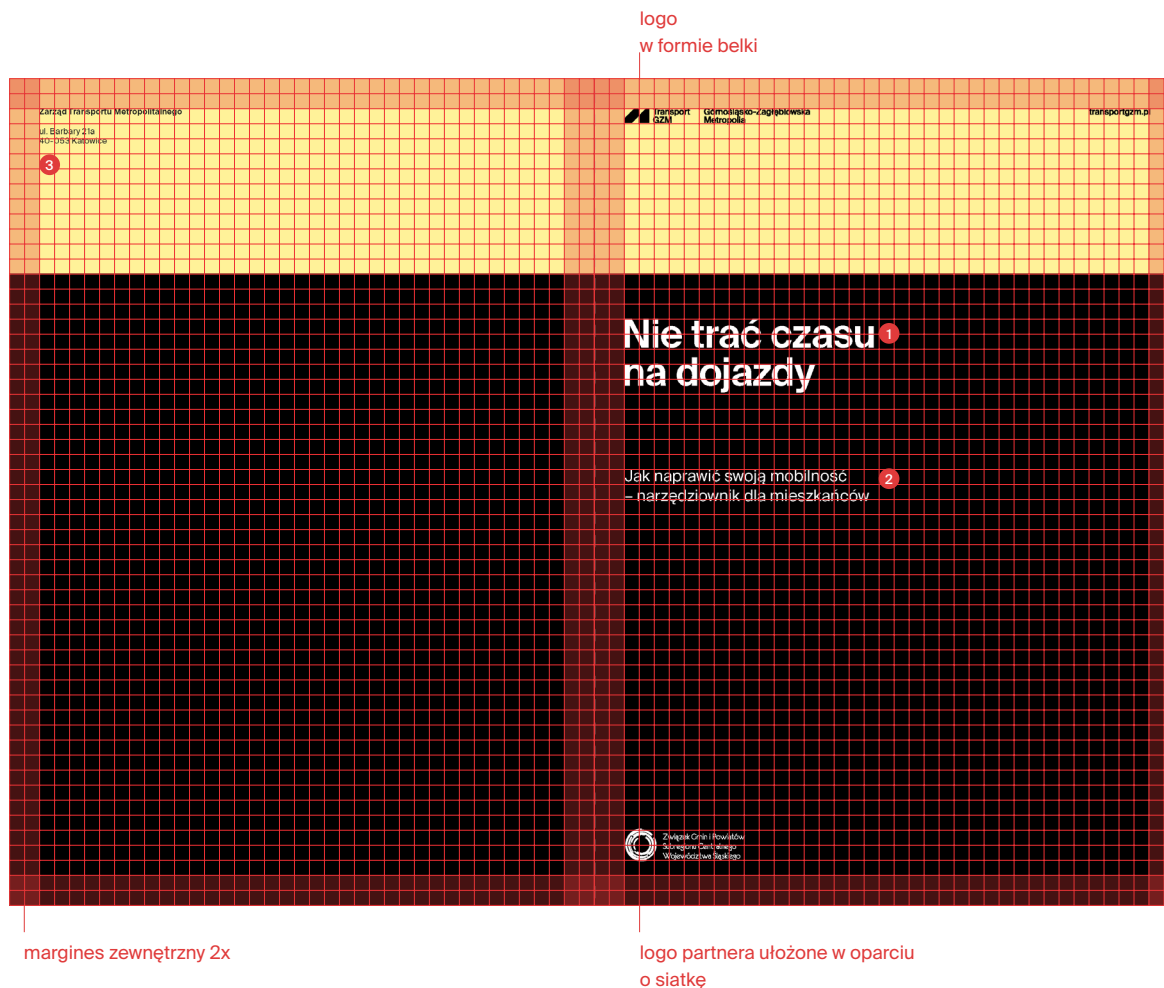 logo
w formie belki
Zarząd Transportu Metropolitalnego
ul. Barbary 21a
40-053 Katowice
3
Transport
GZM
Górnośląsko-Zagłębiowska
Metropolia
transportgzm.pl
Nie trać czasu
na dojazdy
1
Jak naprawić swoją mobilność
– narzędziownik dla mieszkańców
2
Związek Gmin i Powiatów
Subregionu Centralnego
Województwa Śląskiego
margines zewnętrzny 2x
logo partnera ułożone w oparciu
o siatkę